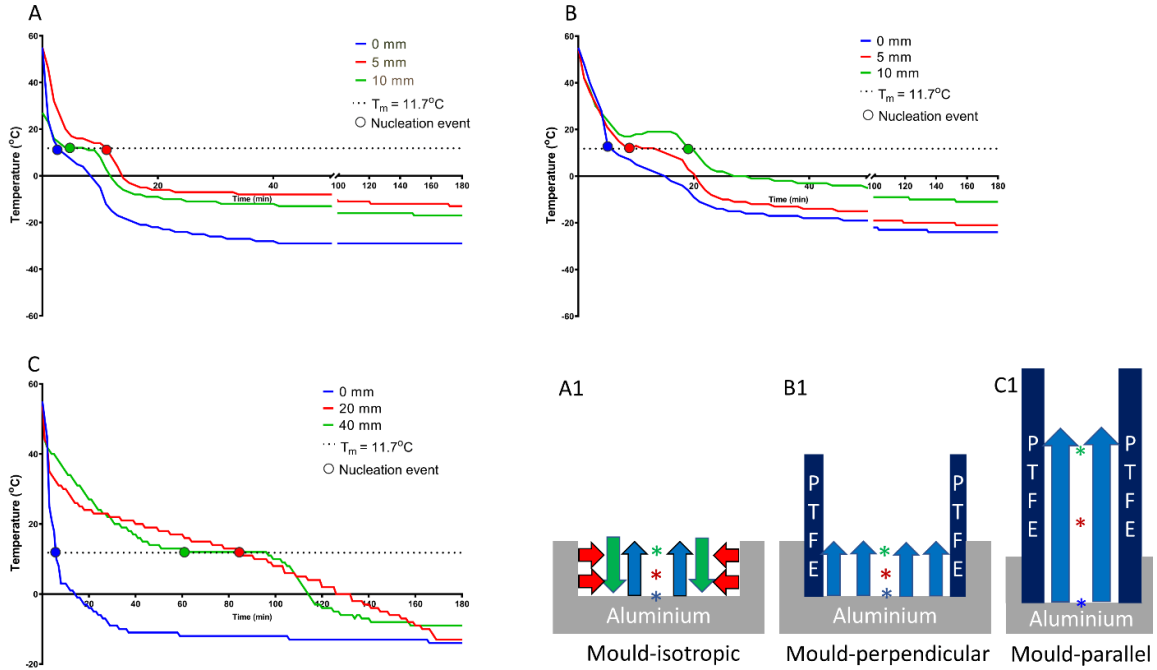 A
60
40
20
0
-20
-40
-60
Temperature (°C)
20
40
100
120
140
160
180
Time (min)
0 mm
5 mm
10 mm
Tm = 11.7°C
Nucleation event
B
60
40
20
0
-20
-40
-60
Temperature (°C)
20
40
100
120
140
160
180
Time (min)
0 mm
5 mm
10 mm
Tm = 11.7°C
Nucleation event
C
60
40
20
0
-20
Temperature (°C)
20
40
60
80
100
120
140
160
180
Time (min)
0 mm
20 mm
40 mm
Tm = 11.7°C
Nucleation event
A1
*
*
*
Aluminium
Mould-isotropic
B1
PTFE
PTFE
*
*
*
Aluminium
Mould-perpendicular
C1
PTFE
PTFE
*
*
*
Aluminium
Mould-parallel